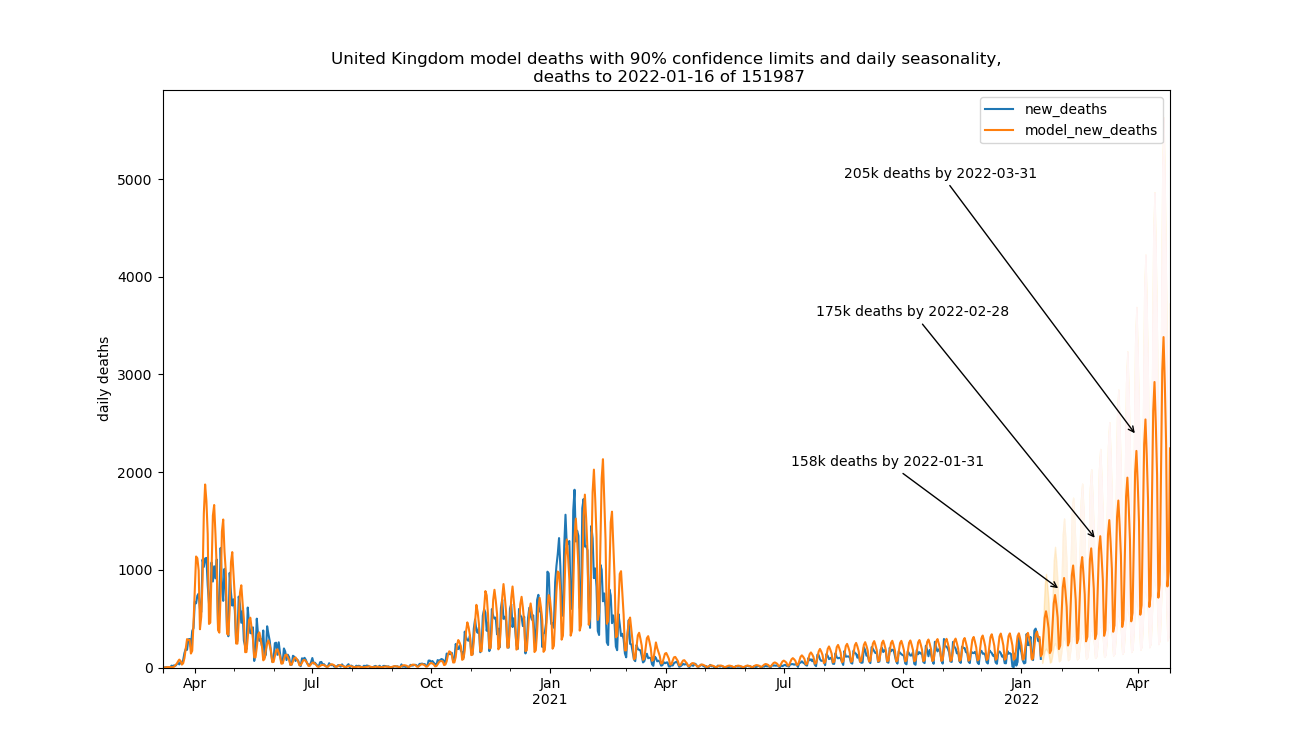 United Kingdom model deaths with 90% confidence limits and daily seasonality,
deaths to 2022-01-16 of 151987
new_deaths
model_new_deaths
205k deaths by 2022-03-31
175k deaths by 2022-02-28
158k deaths by 2022-01-31
daily deaths
5000
4000
3000
2000
1000
0
Apr
Jul
Oct
Jan
2021
Apr
Jul
Oct
Jan
2022
Apr